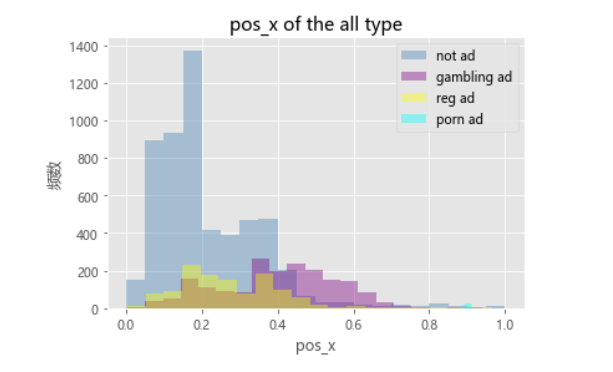 pos_x of the all type
not ad
gambling ad
reg ad
porn ad
1400
1200
1000
800
600
400
200
0
频数
0.0 0.2 0.4 0.6 0.8 1.0
pos_x